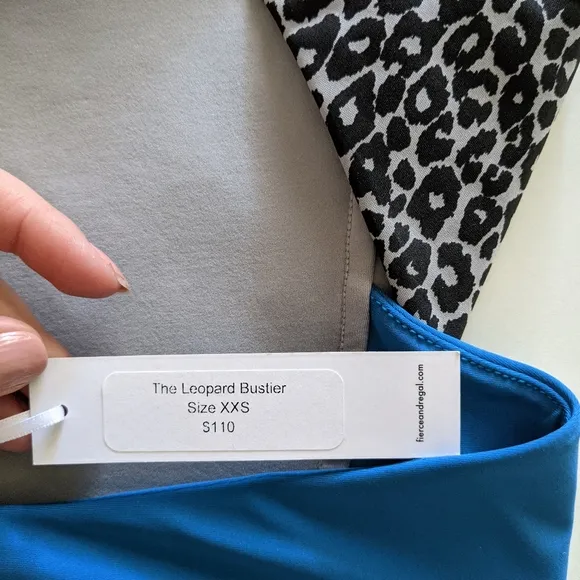 The Leopard Bustier
Size XXS
$110
fierceandregal.com